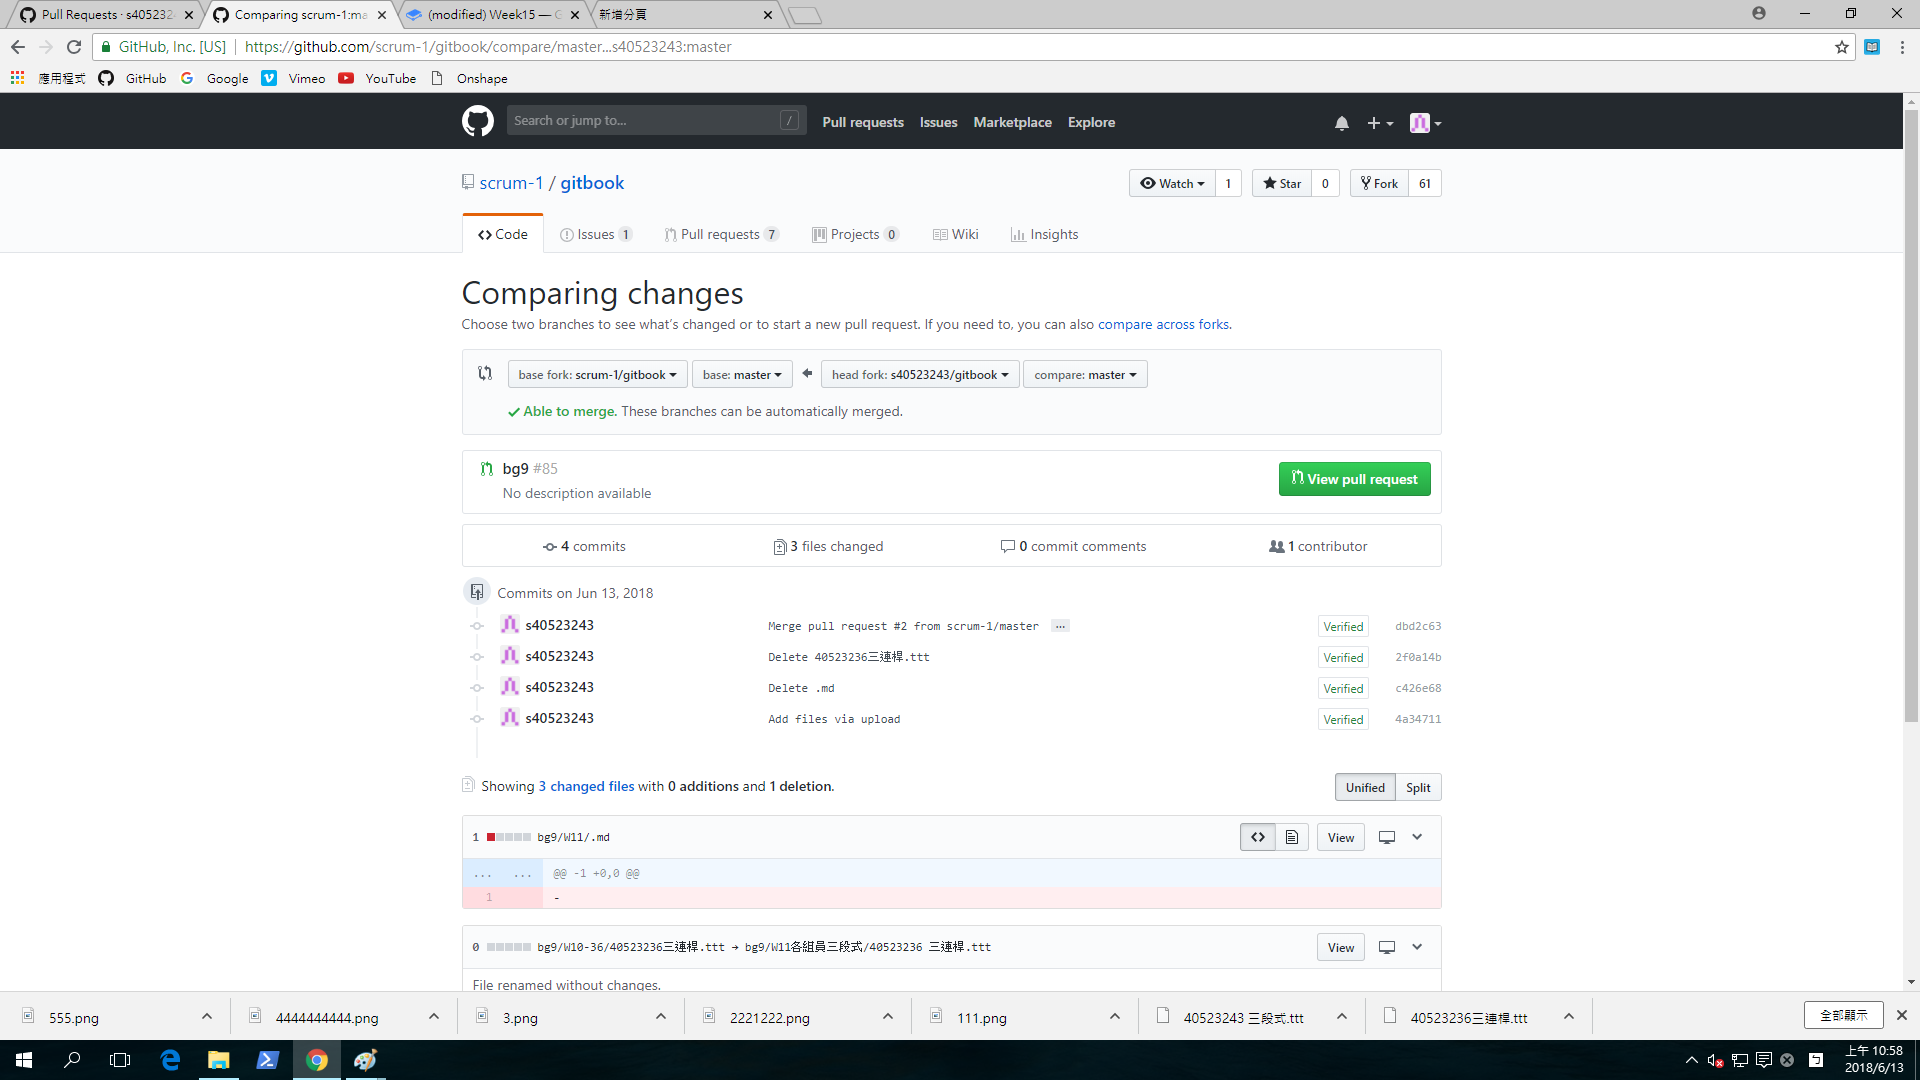 Pull Requests · s4052324
Comparing scrum-1:ma
(modified) Week15 — G
新增分頁
GitHub, Inc. [US]
https://github.com/scrum-1/gitbook/compare/master...s40523243:master
應用程式
GitHub
Google
Vimeo
YouTube
Onshape
Search or jump to...
/
Pull requests
Issues
Marketplace
Explore
scrum-1 / gitbook
Watch 1
Star 0
Fork 61
Code
Issues 1
Pull requests 7
Projects 0
Wiki
Insights
Comparing changes
Choose two branches to see what's changed or to start a new pull request. If you need to, you can also compare across forks.
base fork: scrum-1/gitbook
base: master
head fork: s40523243/gitbook
compare: master
Able to merge. These branches can be automatically merged.
bg9 #85
No description available
View pull request
4 commits
3 files changed
0 commit comments
1 contributor
Commits on Jun 13, 2018
s40523243 Merge pull request #2 from scrum-1/master … Verified dbd2c63
s40523243 Delete 40523236三連桿.ttt Verified 2f0a14b
s40523243 Delete .md Verified c426e68
s40523243 Add files via upload Verified 4a34711
Showing 3 changed files with 0 additions and 1 deletion.
Unified Split
1 bg9/W11/.md
View
... ... @@ -1 +0,0 @@
1 -
0 bg9/W10-36/40523236三連桿.ttt → bg9/W11各組員三段式/40523236 三連桿.ttt
View
File renamed without changes.
555.png
4444444444.png
3.png
2221222.png
111.png
40523243 三段式.ttt
40523236三連桿.ttt
全部顯示
上午 10:58
2018/6/13